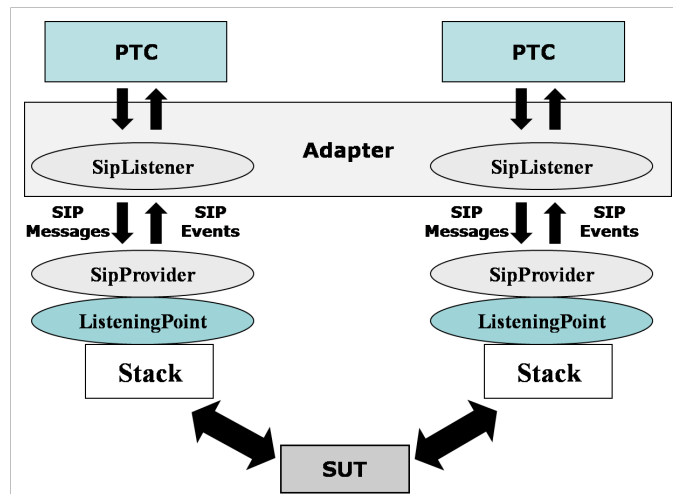 PTC
PTC
Adapter
SipListener
SipListener
SIP
Messages
SIP
Events
SIP
Messages
SIP
Events
SipProvider
SipProvider
ListeningPoint
ListeningPoint
Stack
Stack
SUT